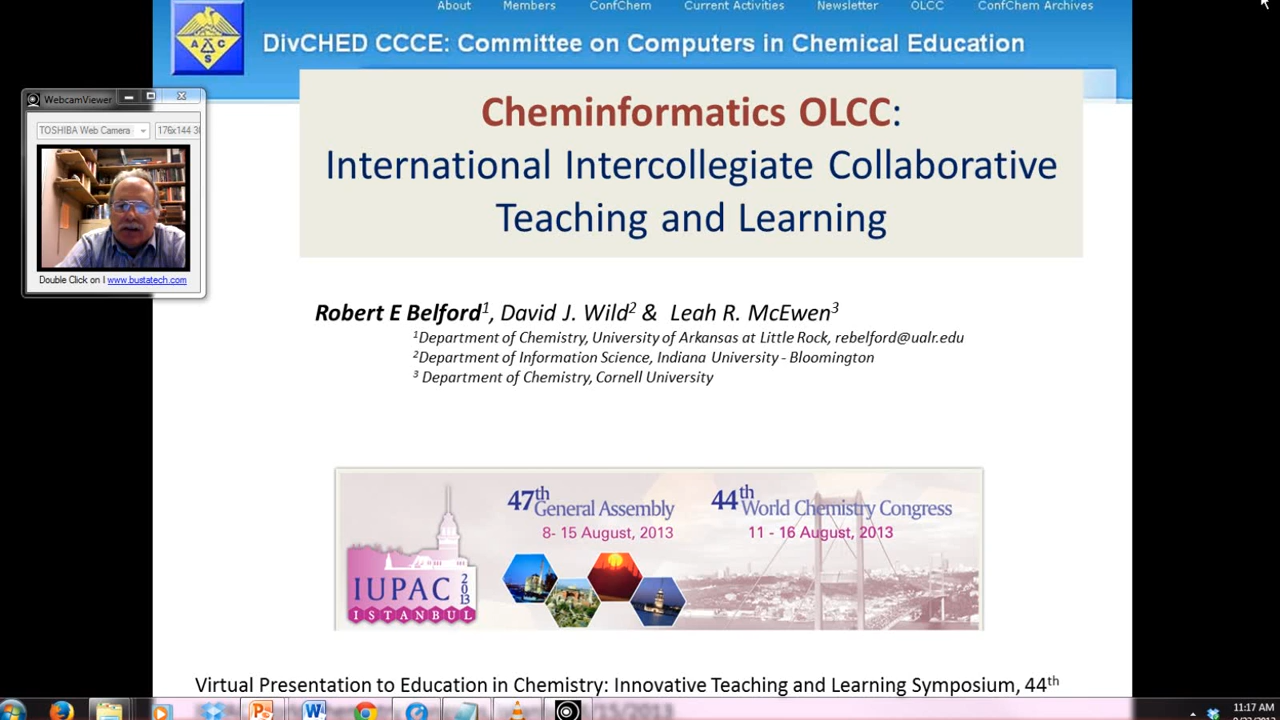 About Members ConfChem Current Activities Newsletter OLCC ConfChem Archives
A C S
DivCHED CCCE: Committee on Computers in Chemical Education
WebcamViewer
TOSHIBA Web Camera 176x144 30
Double Click on I www.bustatech.com
Cheminformatics OLCC:
International Intercollegiate Collaborative
Teaching and Learning
Robert E Belford1, David J. Wild2 & Leah R. McEwen3
1Department of Chemistry, University of Arkansas at Little Rock, rebelford@ualr.edu
2Department of Information Science, Indiana University - Bloomington
3 Department of Chemistry, Cornell University
47th General Assembly
8- 15 August, 2013
44th World Chemistry Congress
11 - 16 August, 2013
IUPAC 2013
ISTANBUL
Virtual Presentation to Education in Chemistry: Innovative Teaching and Learning Symposium, 44th
11:17 AM